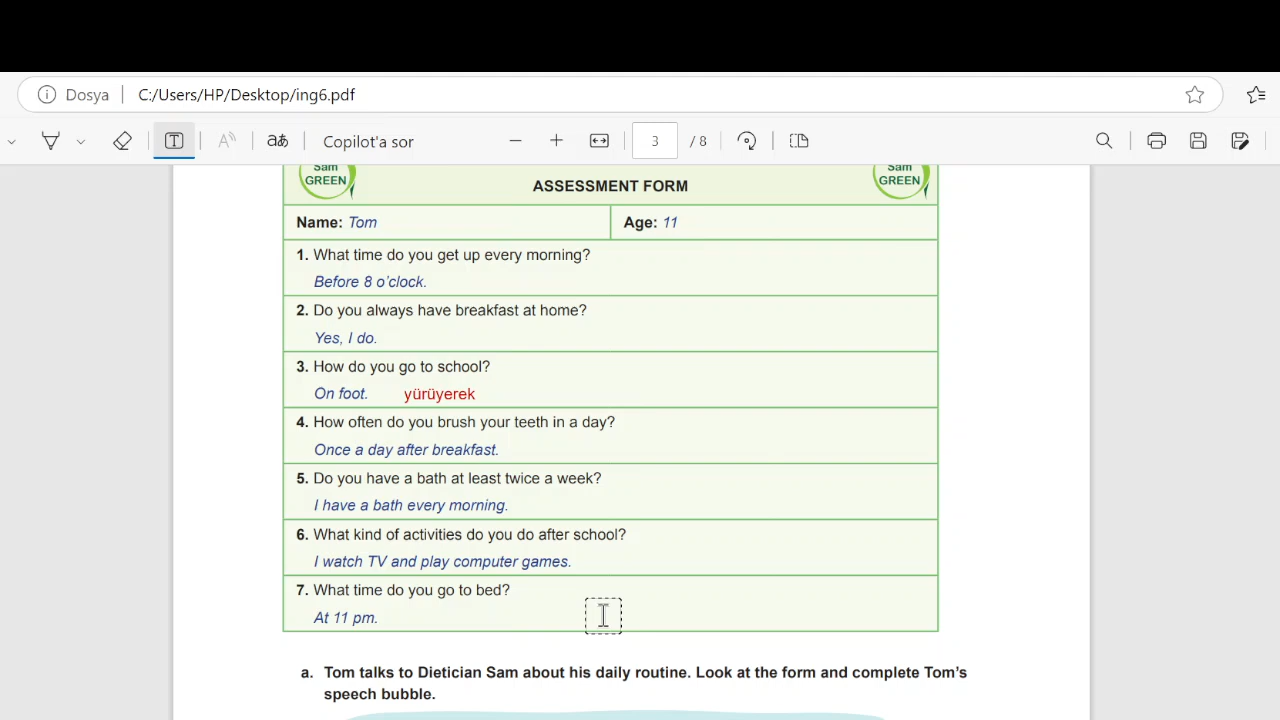 Dosya C:/Users/HP/Desktop/ing6.pdf
aあ Copilot'a sor 3 / 8
Sam
GREEN
ASSESSMENT FORM
Sam
GREEN
Name: Tom
Age: 11
1. What time do you get up every morning?
Before 8 o'clock.
2. Do you always have breakfast at home?
Yes, I do.
3. How do you go to school?
On foot. yürüyerek
4. How often do you brush your teeth in a day?
Once a day after breakfast.
5. Do you have a bath at least twice a week?
I have a bath every morning.
6. What kind of activities do you do after school?
I watch TV and play computer games.
7. What time do you go to bed?
At 11 pm.
a. Tom talks to Dietician Sam about his daily routine. Look at the form and complete Tom's
speech bubble.